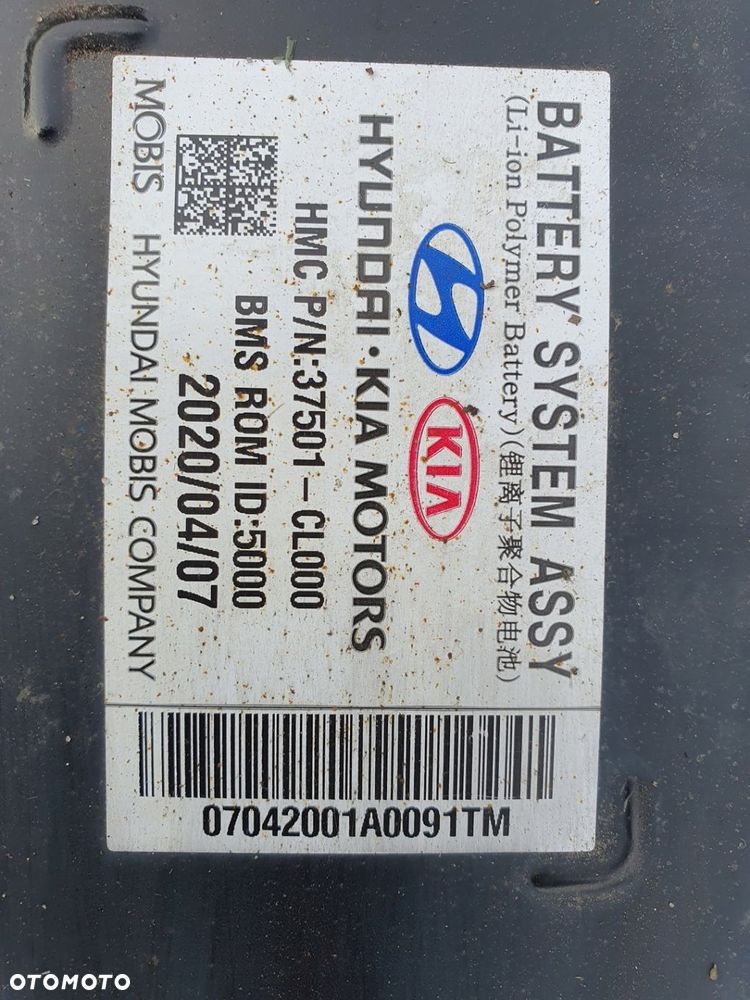 BATTERY SYSTEM ASSY
(Li-ion Polymer Battery)(锂离子聚合物电池)
KIA
HYUNDAI·KIA MOTORS
HMC P/N:37501-CL000
BMS ROM ID:5000
2020/04/07
MOBIS HYUNDAI MOBIS COMPANY
07042001A0091TM
OTOMOTO